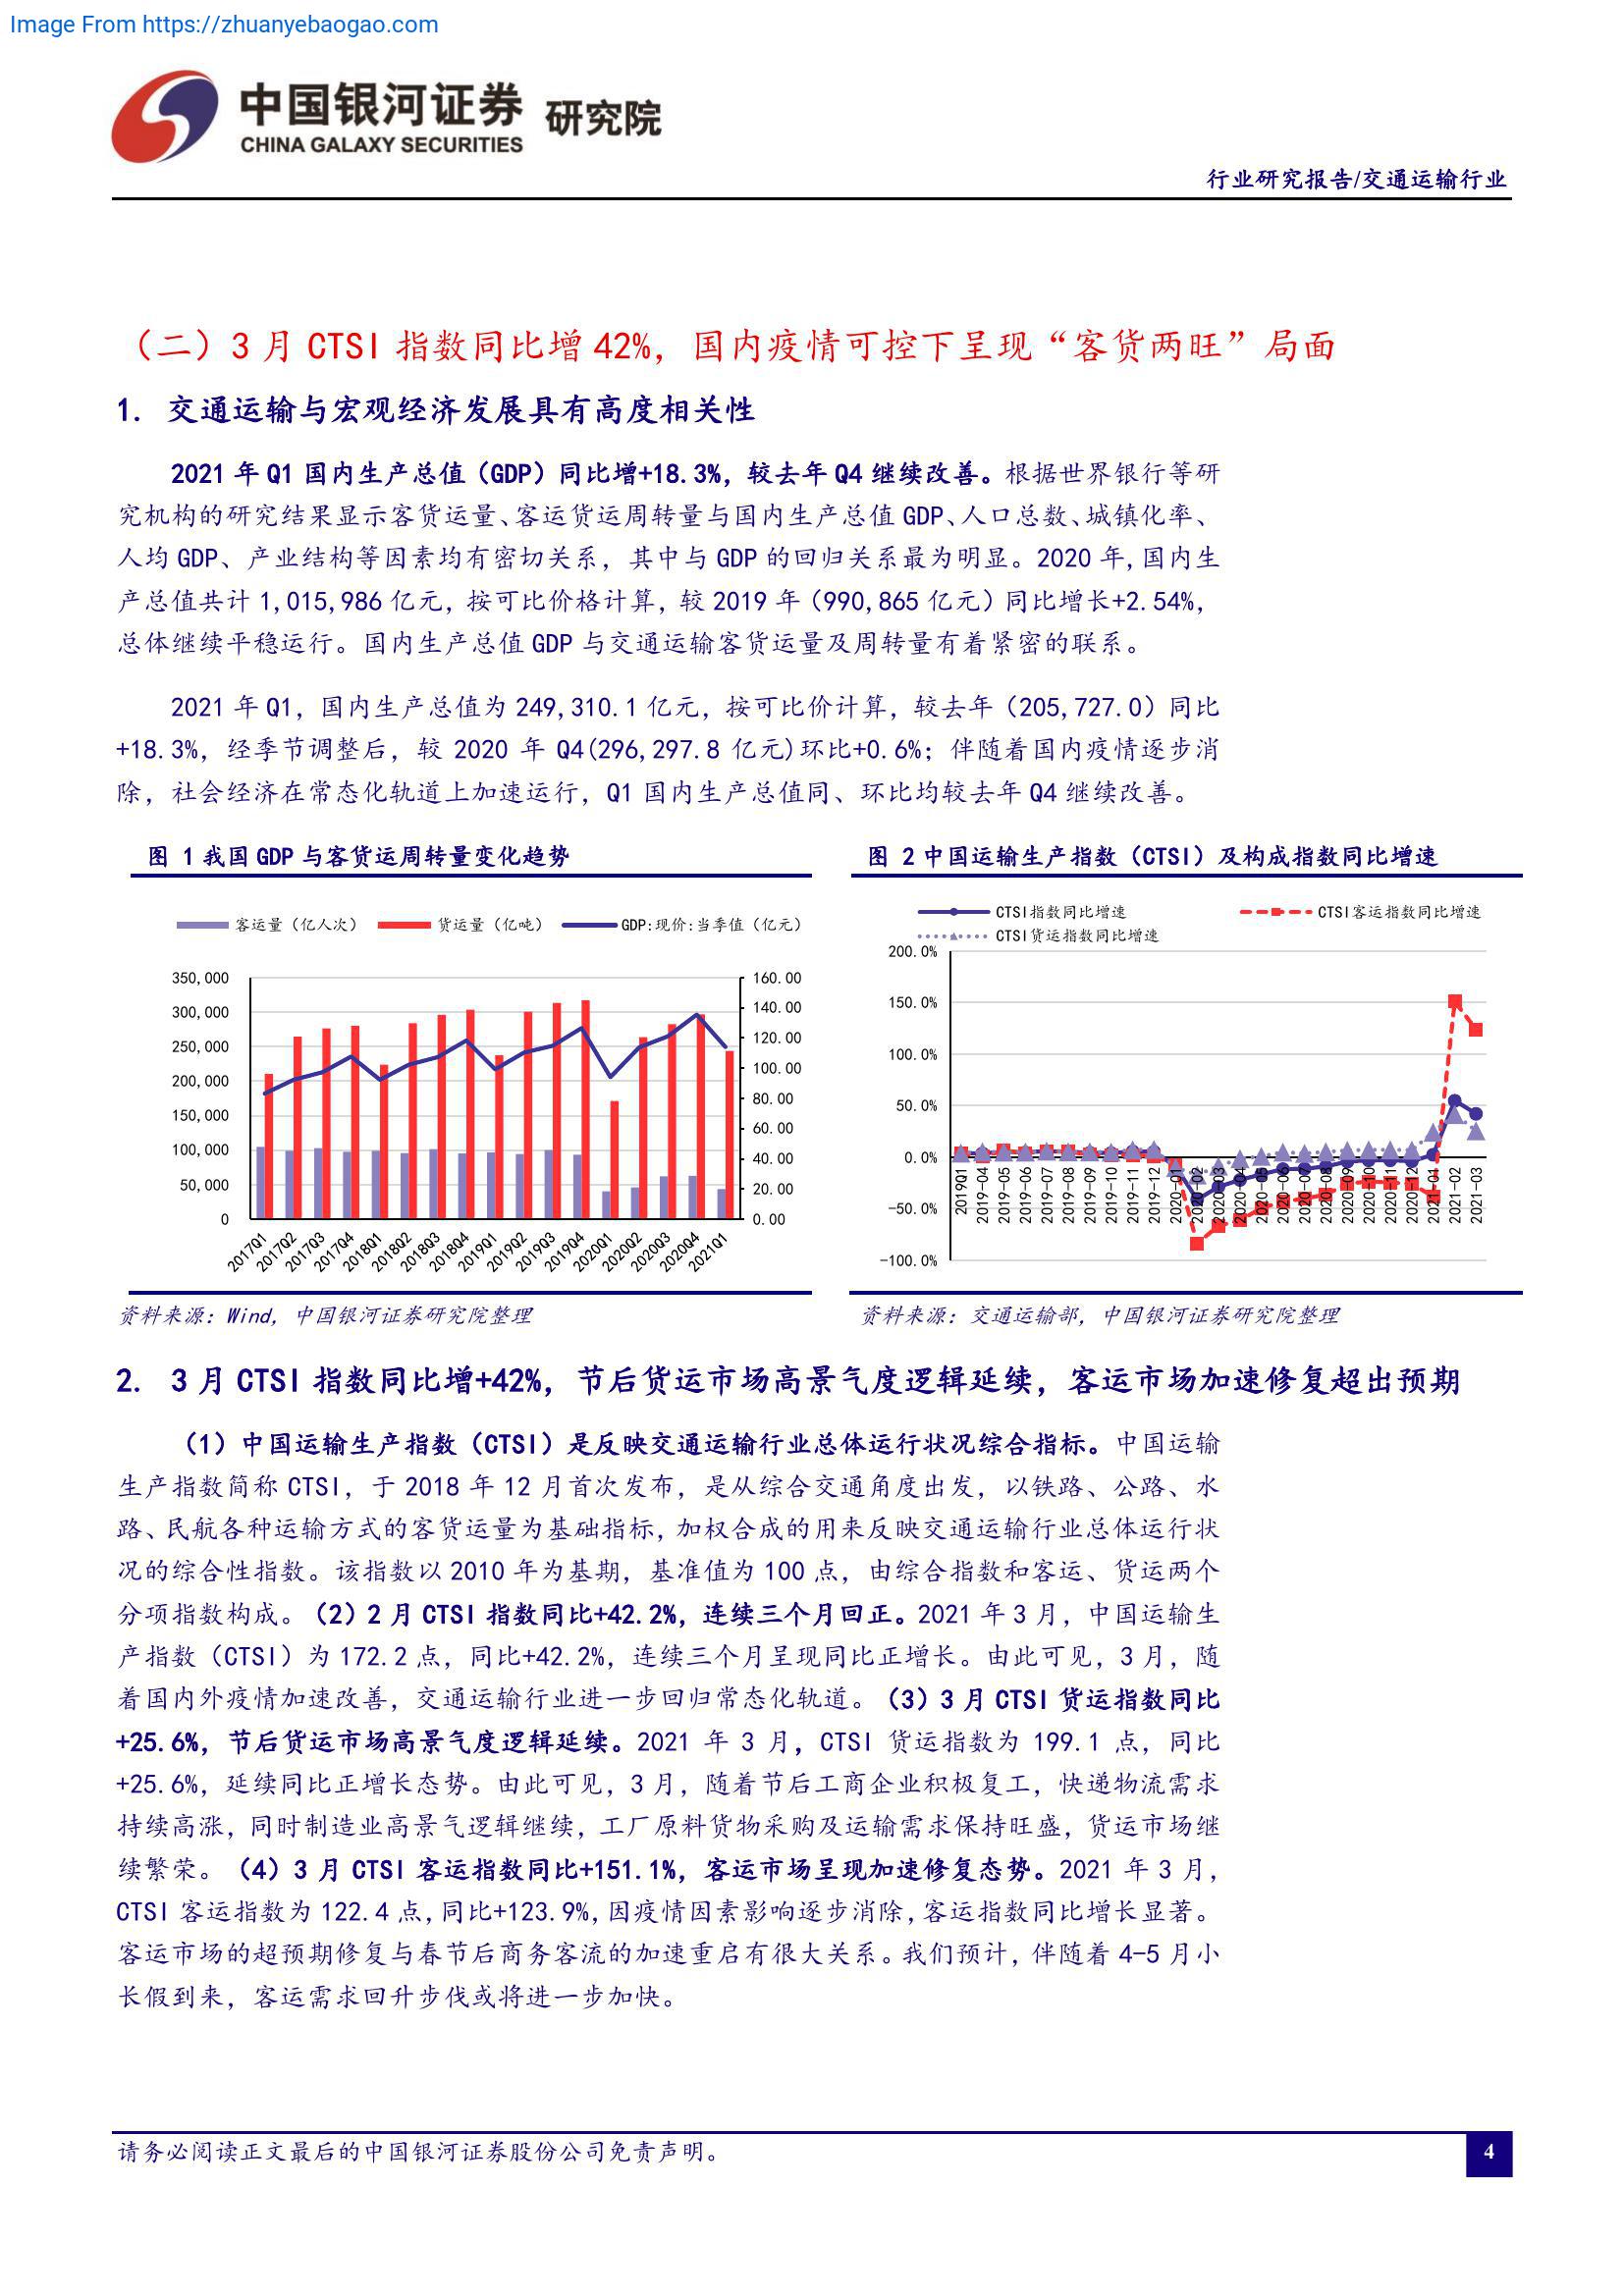 Image From https://zhuanyebaogao.com
中国银河证券 研究院
CHINA GALAXY SECURITIES
行业研究报告/交通运输行业
（二）3 月 CTSI 指数同比增 42%，国内疫情可控下呈现“客货两旺”局面
1. 交通运输与宏观经济发展具有高度相关性
2021 年 Q1 国内生产总值（GDP）同比增+18.3%，较去年 Q4 继续改善。根据世界银行等研
究机构的研究结果显示客货运量、客运货运周转量与国内生产总值 GDP、人口总数、城镇化率、
人均 GDP、产业结构等因素均有密切关系，其中与 GDP 的回归关系最为明显。2020 年，国内生
产总值共计 1,015,986 亿元，按可比价格计算，较 2019 年（990,865 亿元）同比增长+2.54%，
总体继续平稳运行。国内生产总值 GDP 与交通运输客货运量及周转量有着紧密的联系。
2021 年 Q1，国内生产总值为 249,310.1 亿元，按可比价计算，较去年（205,727.0）同比
+18.3%，经季节调整后，较 2020 年 Q4(296,297.8 亿元)环比+0.6%；伴随着国内疫情逐步消
除，社会经济在常态化轨道上加速运行，Q1 国内生产总值同、环比均较去年 Q4 继续改善。
图 1 我国 GDP 与客货运周转量变化趋势
客运量（亿人次） 货运量（亿吨） GDP:现价:当季值（亿元）
350,000 160.00
300,000 140.00
250,000 120.00
200,000 100.00
150,000 80.00
100,000 60.00
50,000 40.00
0 20.00
0.00
2017Q1 2017Q2 2017Q3 2017Q4 2018Q1 2018Q2 2018Q3 2018Q4 2019Q1 2019Q2 2019Q3 2019Q4 2020Q1 2020Q2 2020Q3 2020Q4 2021Q1
资料来源：Wind, 中国银河证券研究院整理
图 2 中国运输生产指数（CTSI）及构成指数同比增速
CTSI指数同比增速 CTSI客运指数同比增速
CTSI货运指数同比增速
200.0%
150.0%
100.0%
50.0%
0.0%
-50.0%
-100.0%
2019Q1 2019-04 2019-05 2019-06 2019-07 2019-08 2019-09 2019-10 2019-11 2019-12 2020-01 2020-02 2020-03 2020-04 2020-05 2020-06 2020-07 2020-08 2020-09 2020-10 2020-11 2020-12 2021-01 2021-02 2021-03
资料来源：交通运输部，中国银河证券研究院整理
2. 3 月 CTSI 指数同比增+42%，节后货运市场高景气度逻辑延续，客运市场加速修复超出预期
（1）中国运输生产指数（CTSI）是反映交通运输行业总体运行状况综合指标。中国运输
生产指数简称 CTSI，于 2018 年 12 月首次发布，是从综合交通角度出发，以铁路、公路、水
路、民航各种运输方式的客货运量为基础指标，加权合成的用来反映交通运输行业总体运行状
况的综合性指数。该指数以 2010 年为基期，基准值为 100 点，由综合指数和客运、货运两个
分项指数构成。（2）2 月 CTSI 指数同比+42.2%，连续三个月回正。2021 年 3 月，中国运输生
产指数（CTSI）为 172.2 点，同比+42.2%，连续三个月呈现同比正增长。由此可见，3 月，随
着国内外疫情加速改善，交通运输行业进一步回归常态化轨道。（3）3 月 CTSI 货运指数同比
+25.6%，节后货运市场高景气度逻辑延续。2021 年 3 月，CTSI 货运指数为 199.1 点，同比
+25.6%，延续同比正增长态势。由此可见，3 月，随着节后工商企业积极复工，快递物流需求
持续高涨，同时制造业高景气逻辑继续，工厂原料货物采购及运输需求保持旺盛，货运市场继
续繁荣。（4）3 月 CTSI 客运指数同比+151.1%，客运市场呈现加速修复态势。2021 年 3 月，
CTSI 客运指数为 122.4 点，同比+123.9%，因疫情因素影响逐步消除，客运指数同比增长显著。
客运市场的超预期修复与春节后商务客流的加速重启有很大关系。我们预计，伴随着 4-5 月小
长假到来，客运需求回升步伐或将进一步加快。
请务必阅读正文最后的中国银河证券股份公司免责声明。
4